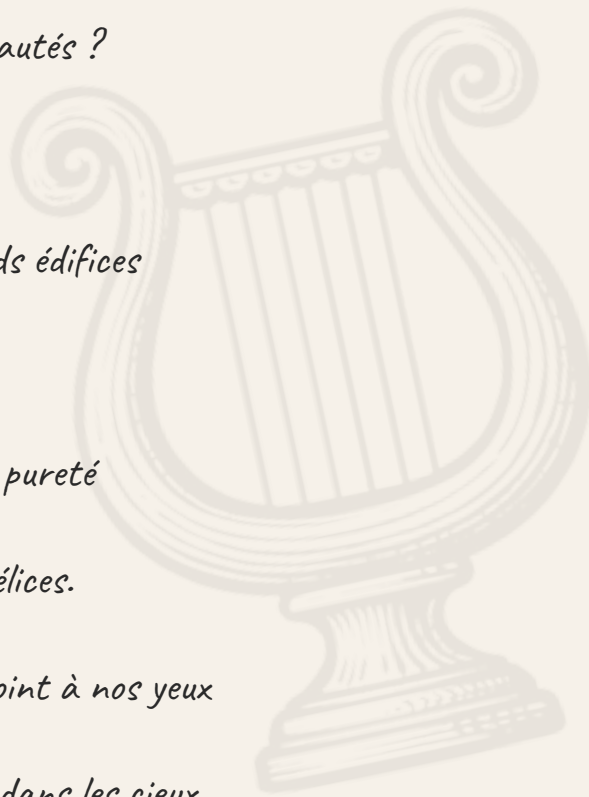 autés ?
ds édifices
pureté
élices.
oint à nos yeux
dans les cieux